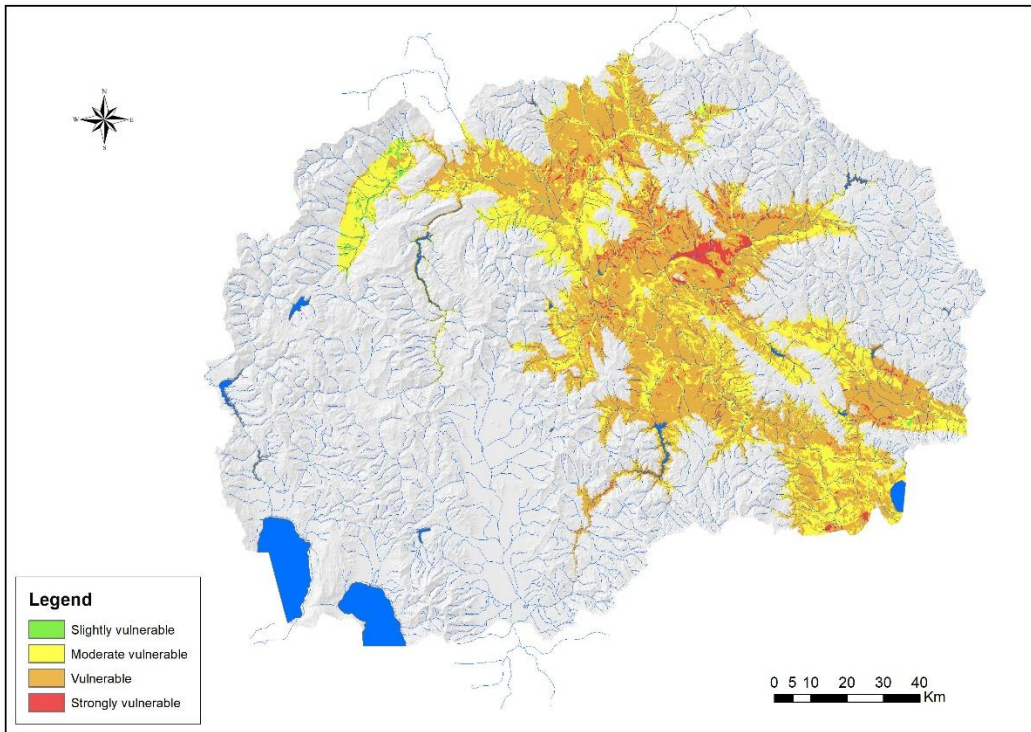 N
W E
S
Legend
Slightly vulnerable
Moderate vulnerable
Vulnerable
Strongly vulnerable
0 5 10 20 30 40
Km